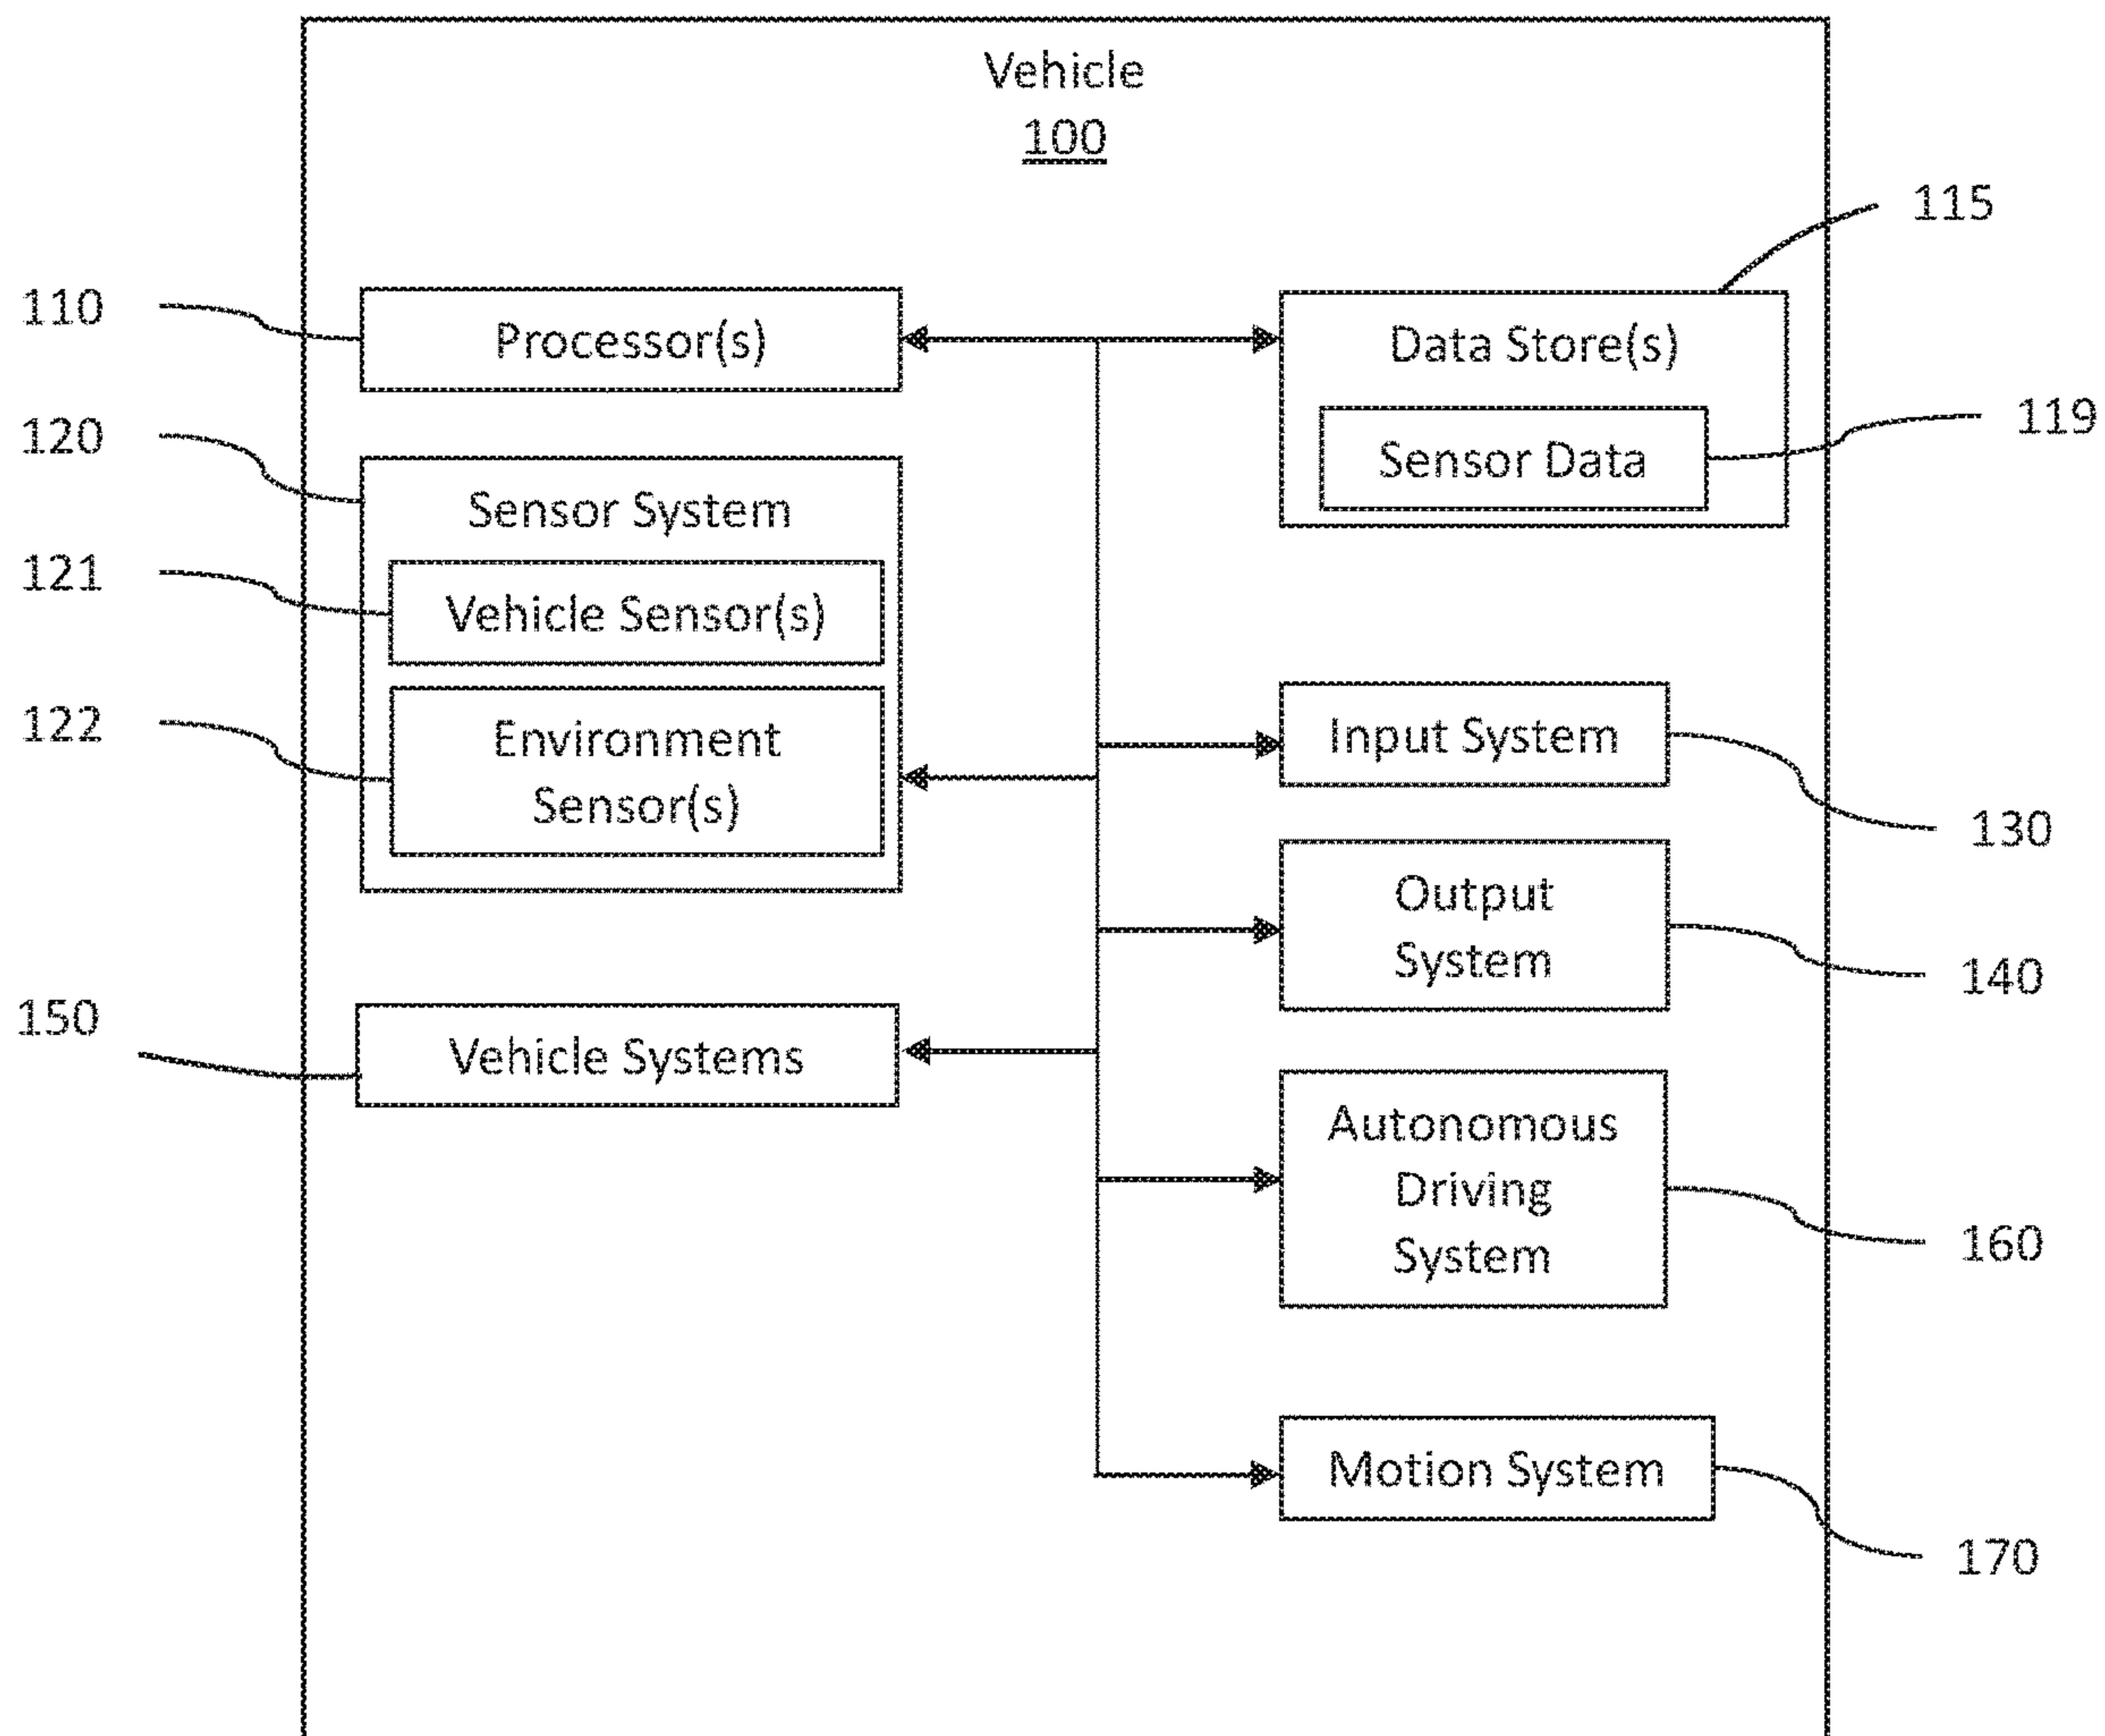 Vehicle
100
115
110
Processor(s)
Data Store(s)
119
120
Sensor Data
Sensor System
121
Vehicle Sensor(s)
122
Environment
Sensor(s)
Input System
130
Output
System
140
150
Vehicle Systems
Autonomous
Driving
System
160
Motion System
170